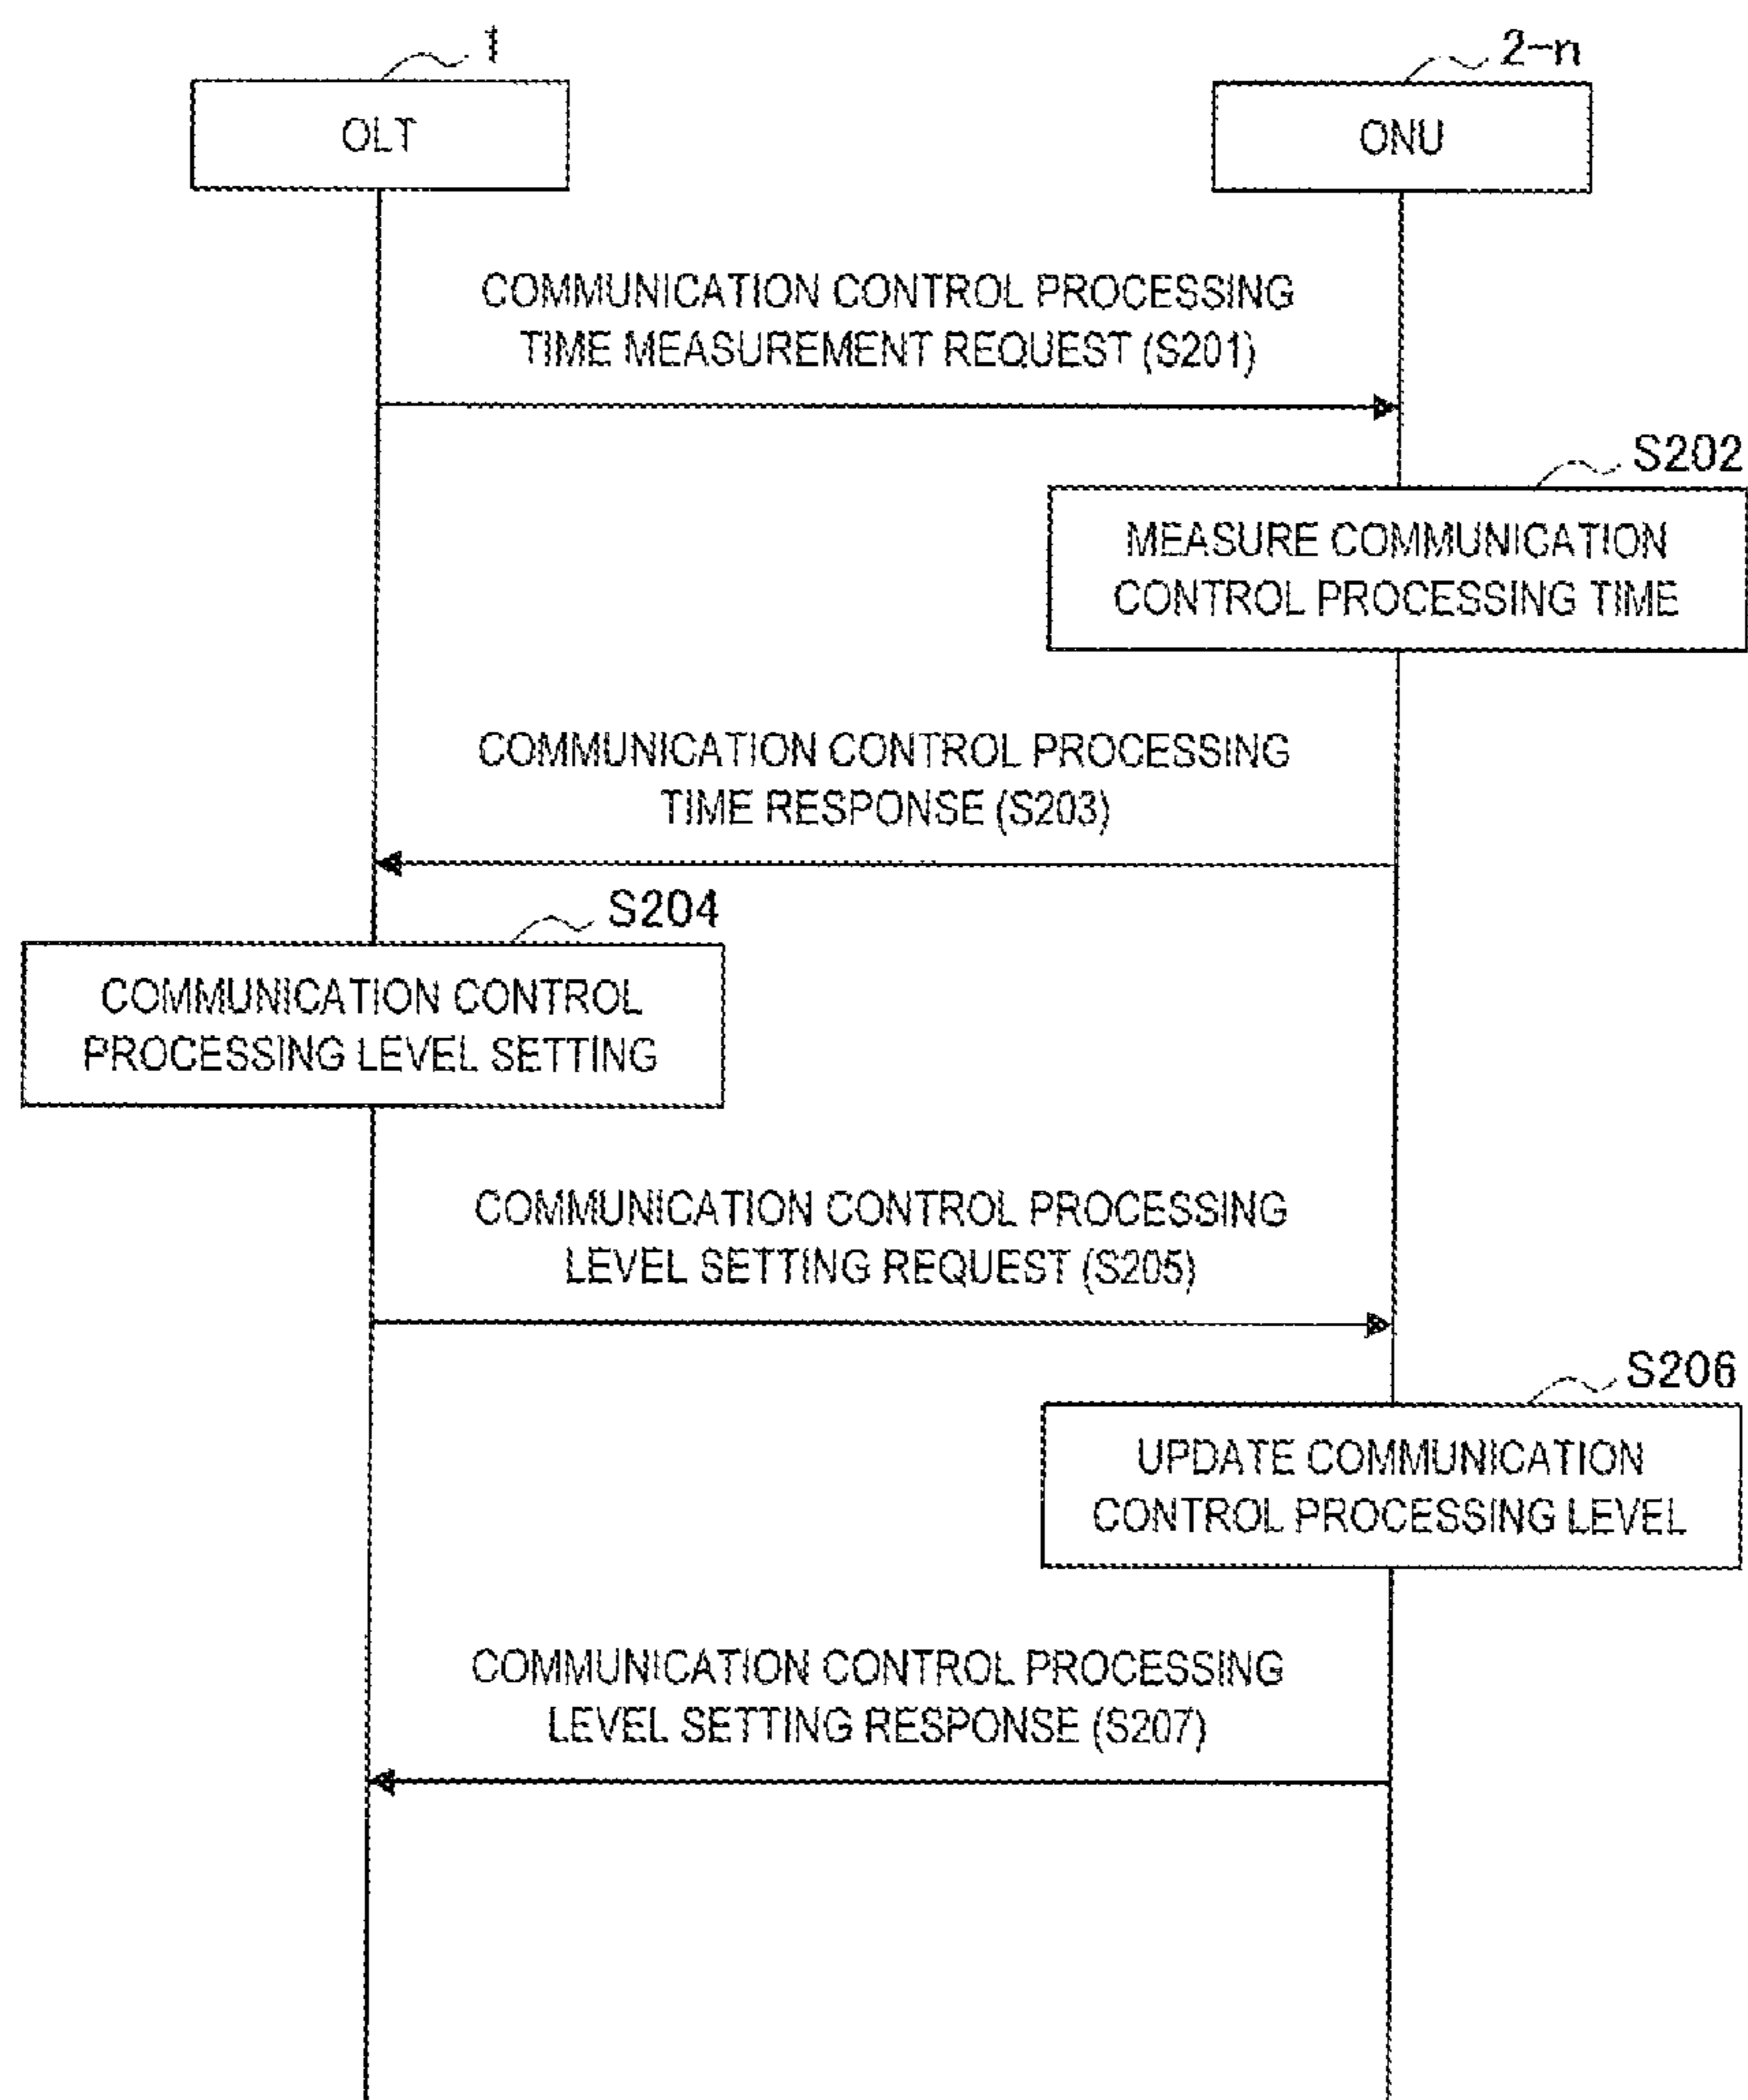 1
2-n
OLT
ONU
COMMUNICATION CONTROL PROCESSING
TIME MEASUREMENT REQUEST (S201)
S202
MEASURE COMMUNICATION
CONTROL PROCESSING TIME
COMMUNICATION CONTROL PROCESSING
TIME RESPONSE (S203)
S204
COMMUNICATION CONTROL
PROCESSING LEVEL SETTING
COMMUNICATION CONTROL PROCESSING
LEVEL SETTING REQUEST (S205)
S206
UPDATE COMMUNICATION
CONTROL PROCESSING LEVEL
COMMUNICATION CONTROL PROCESSING
LEVEL SETTING RESPONSE (S207)